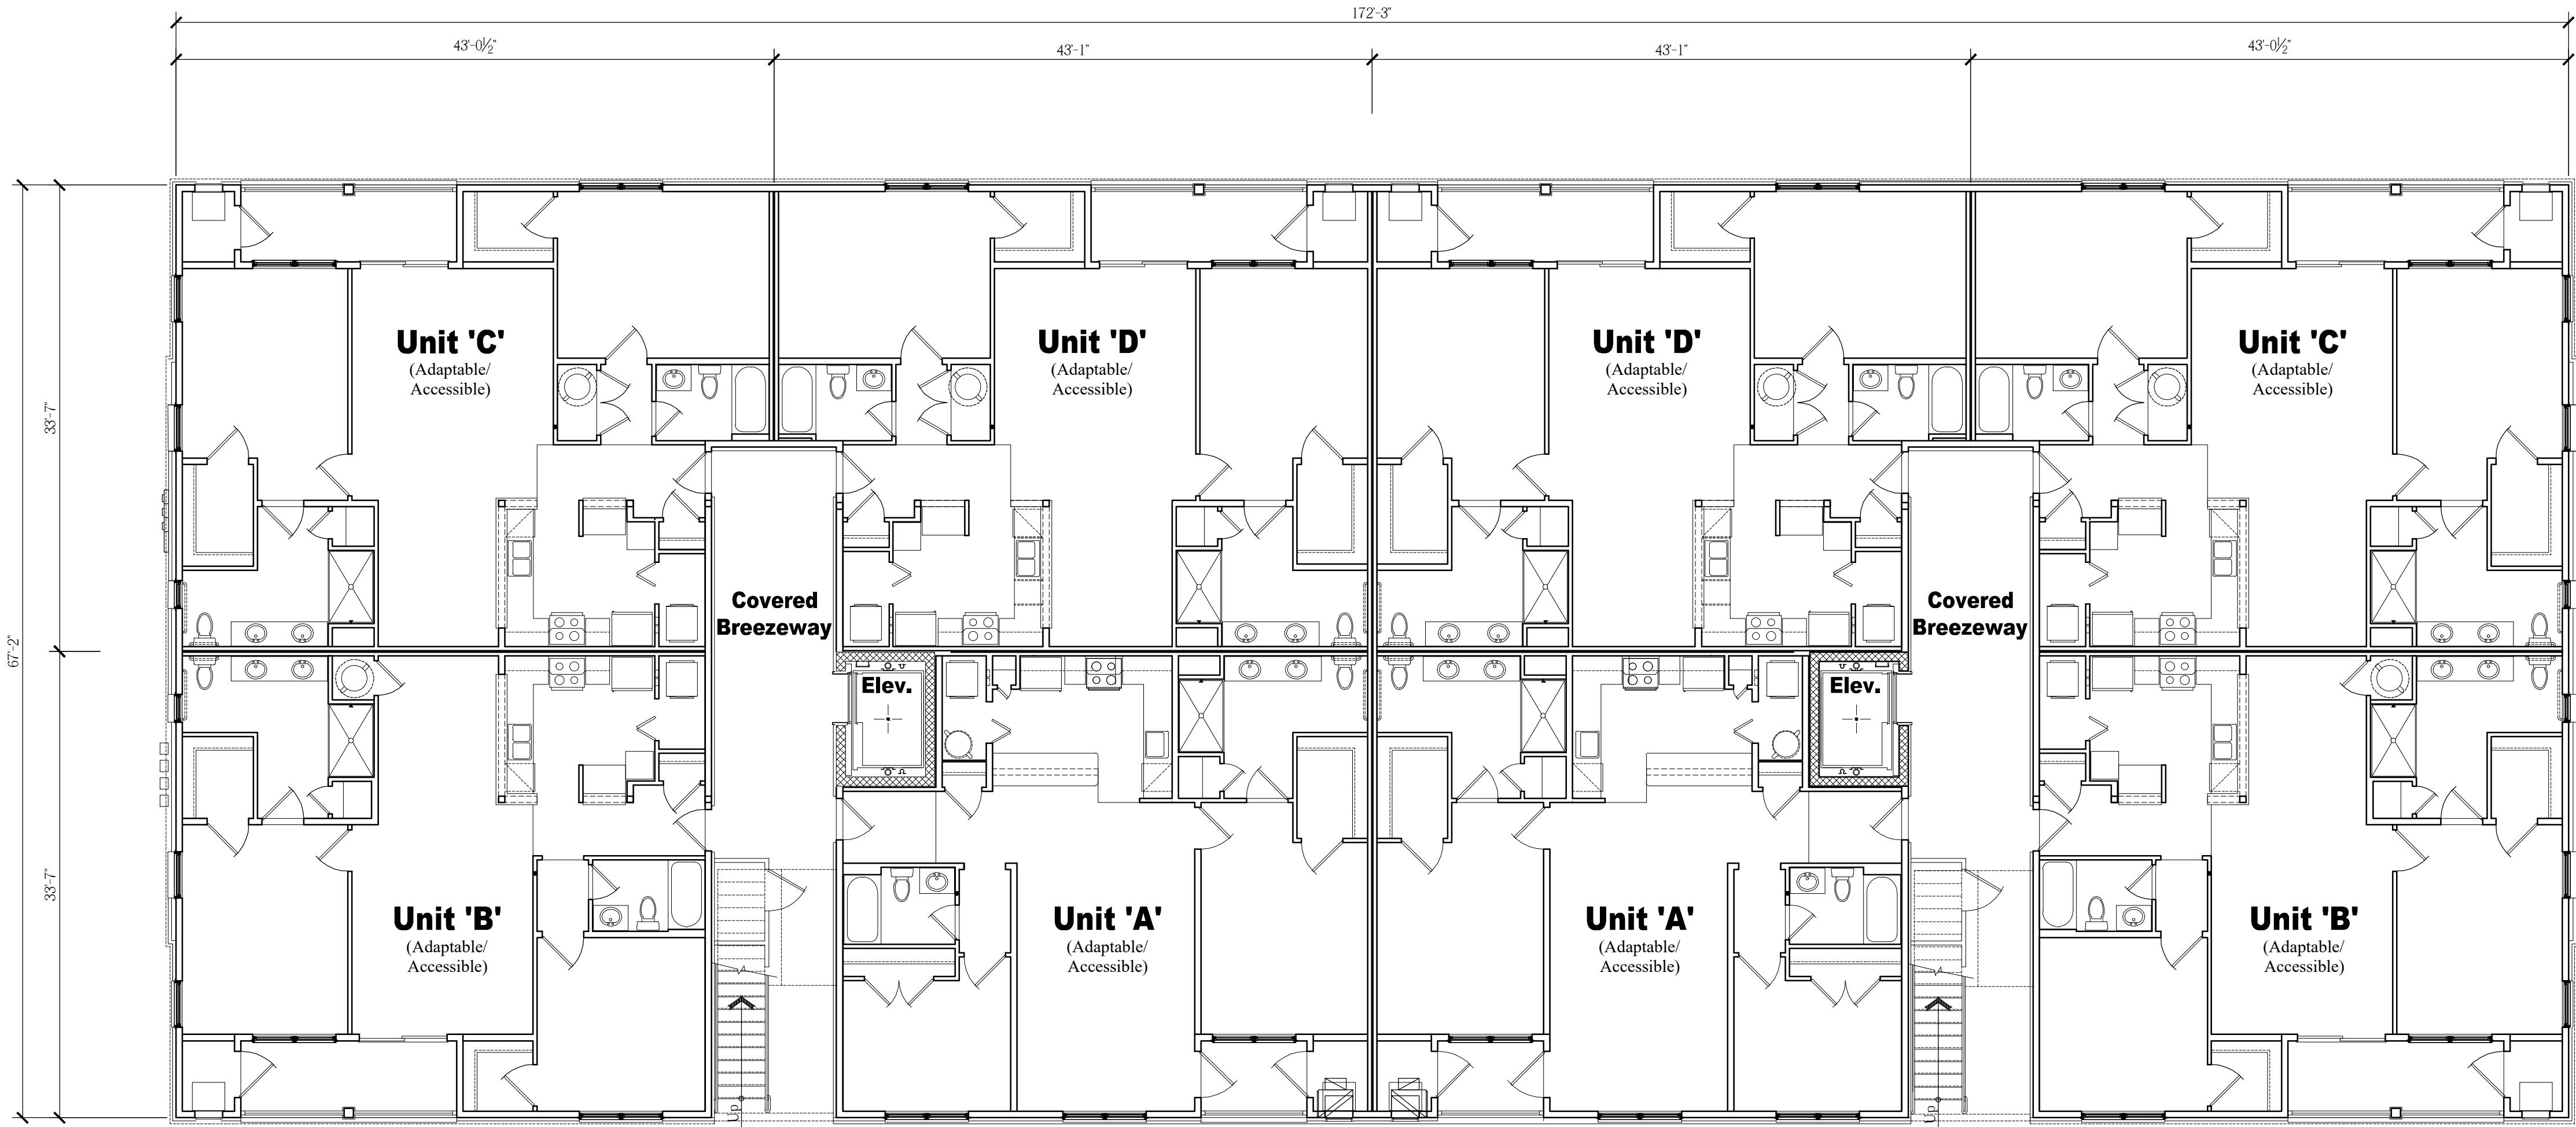 172'-3"
43'-0½"
43'-1"
43'-1"
43'-0½"
67'-2"
33'-7"
33'-7"
Unit 'C'
(Adaptable/
Accessible)
Unit 'D'
(Adaptable/
Accessible)
Unit 'D'
(Adaptable/
Accessible)
Unit 'C'
(Adaptable/
Accessible)
Covered
Breezeway
Covered
Breezeway
Elev.
Elev.
Unit 'B'
(Adaptable/
Accessible)
Unit 'A'
(Adaptable/
Accessible)
Unit 'A'
(Adaptable/
Accessible)
Unit 'B'
(Adaptable/
Accessible)
Up
Up